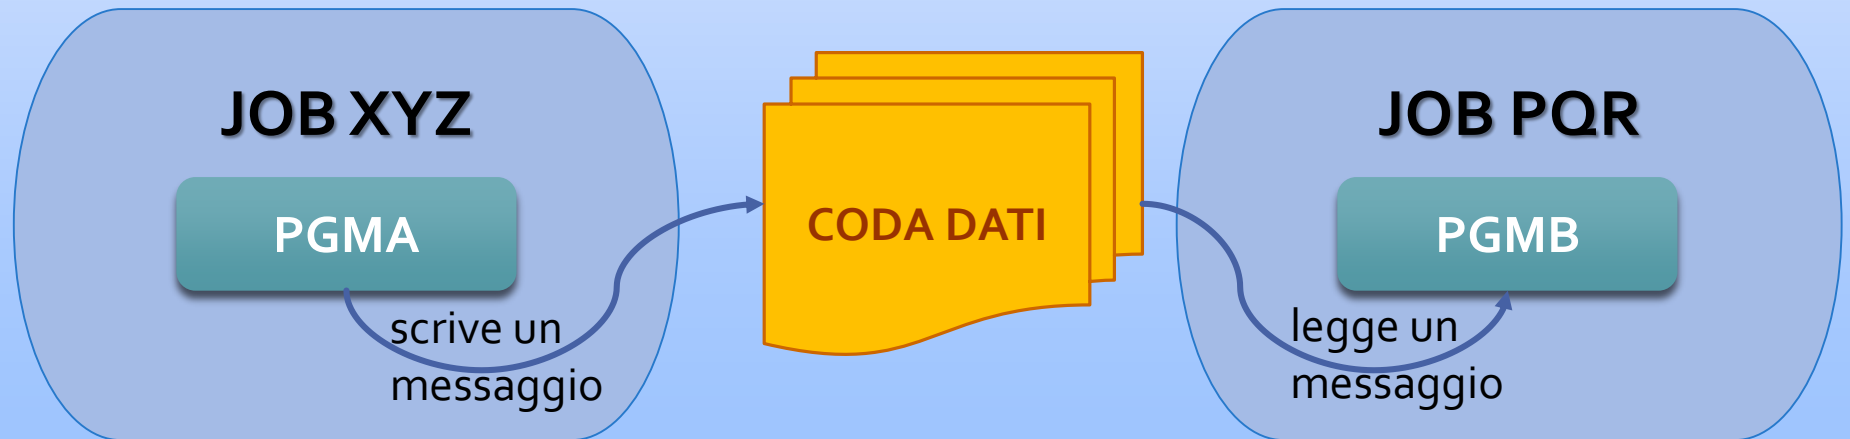 JOB XYZ
PGMA
scrive un
messaggio
CODA DATI
JOB PQR
PGMB
legge un
messaggio